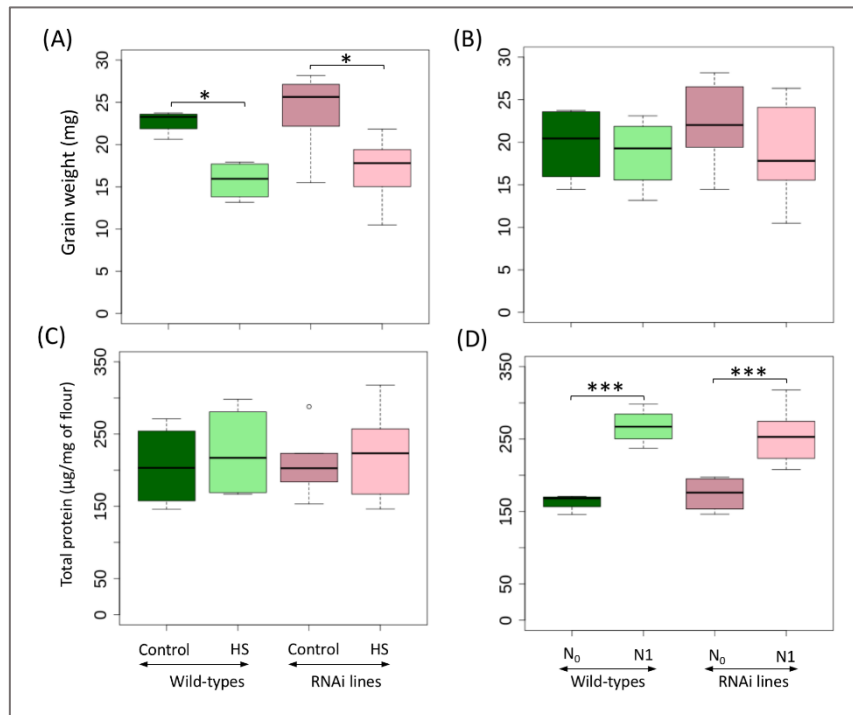 (A)
(B)
Grain weight (mg)
30
25
20
15
10
5
0
*
*
30
25
20
15
10
5
0
(C)
(D)
Total protein (µg/mg of flour)
350
250
150
50
0
350
250
150
50
0
***
***
Control HS Control HS
Wild-types RNAi lines
N₀ N1 N₀ N1
Wild-types RNAi lines